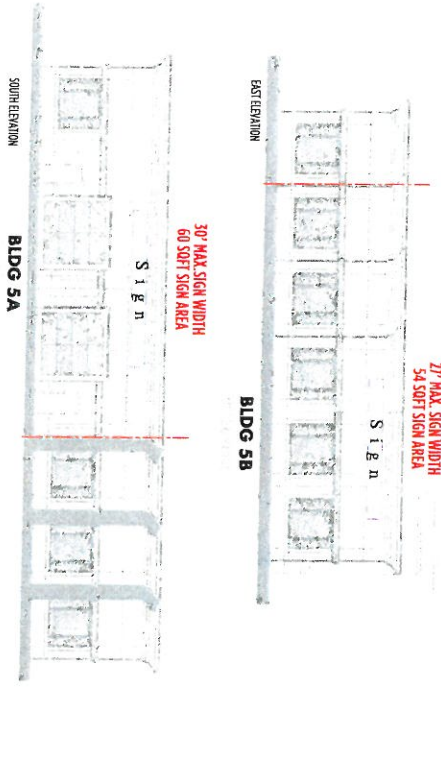 27' MAX. SIGN WIDTH
54 SQFT SIGN AREA
Sign
EAST ELEVATION
BLDG 5B
30' MAX. SIGN WIDTH
60 SQFT SIGN AREA
Sign
SOUTH ELEVATION
BLDG 5A